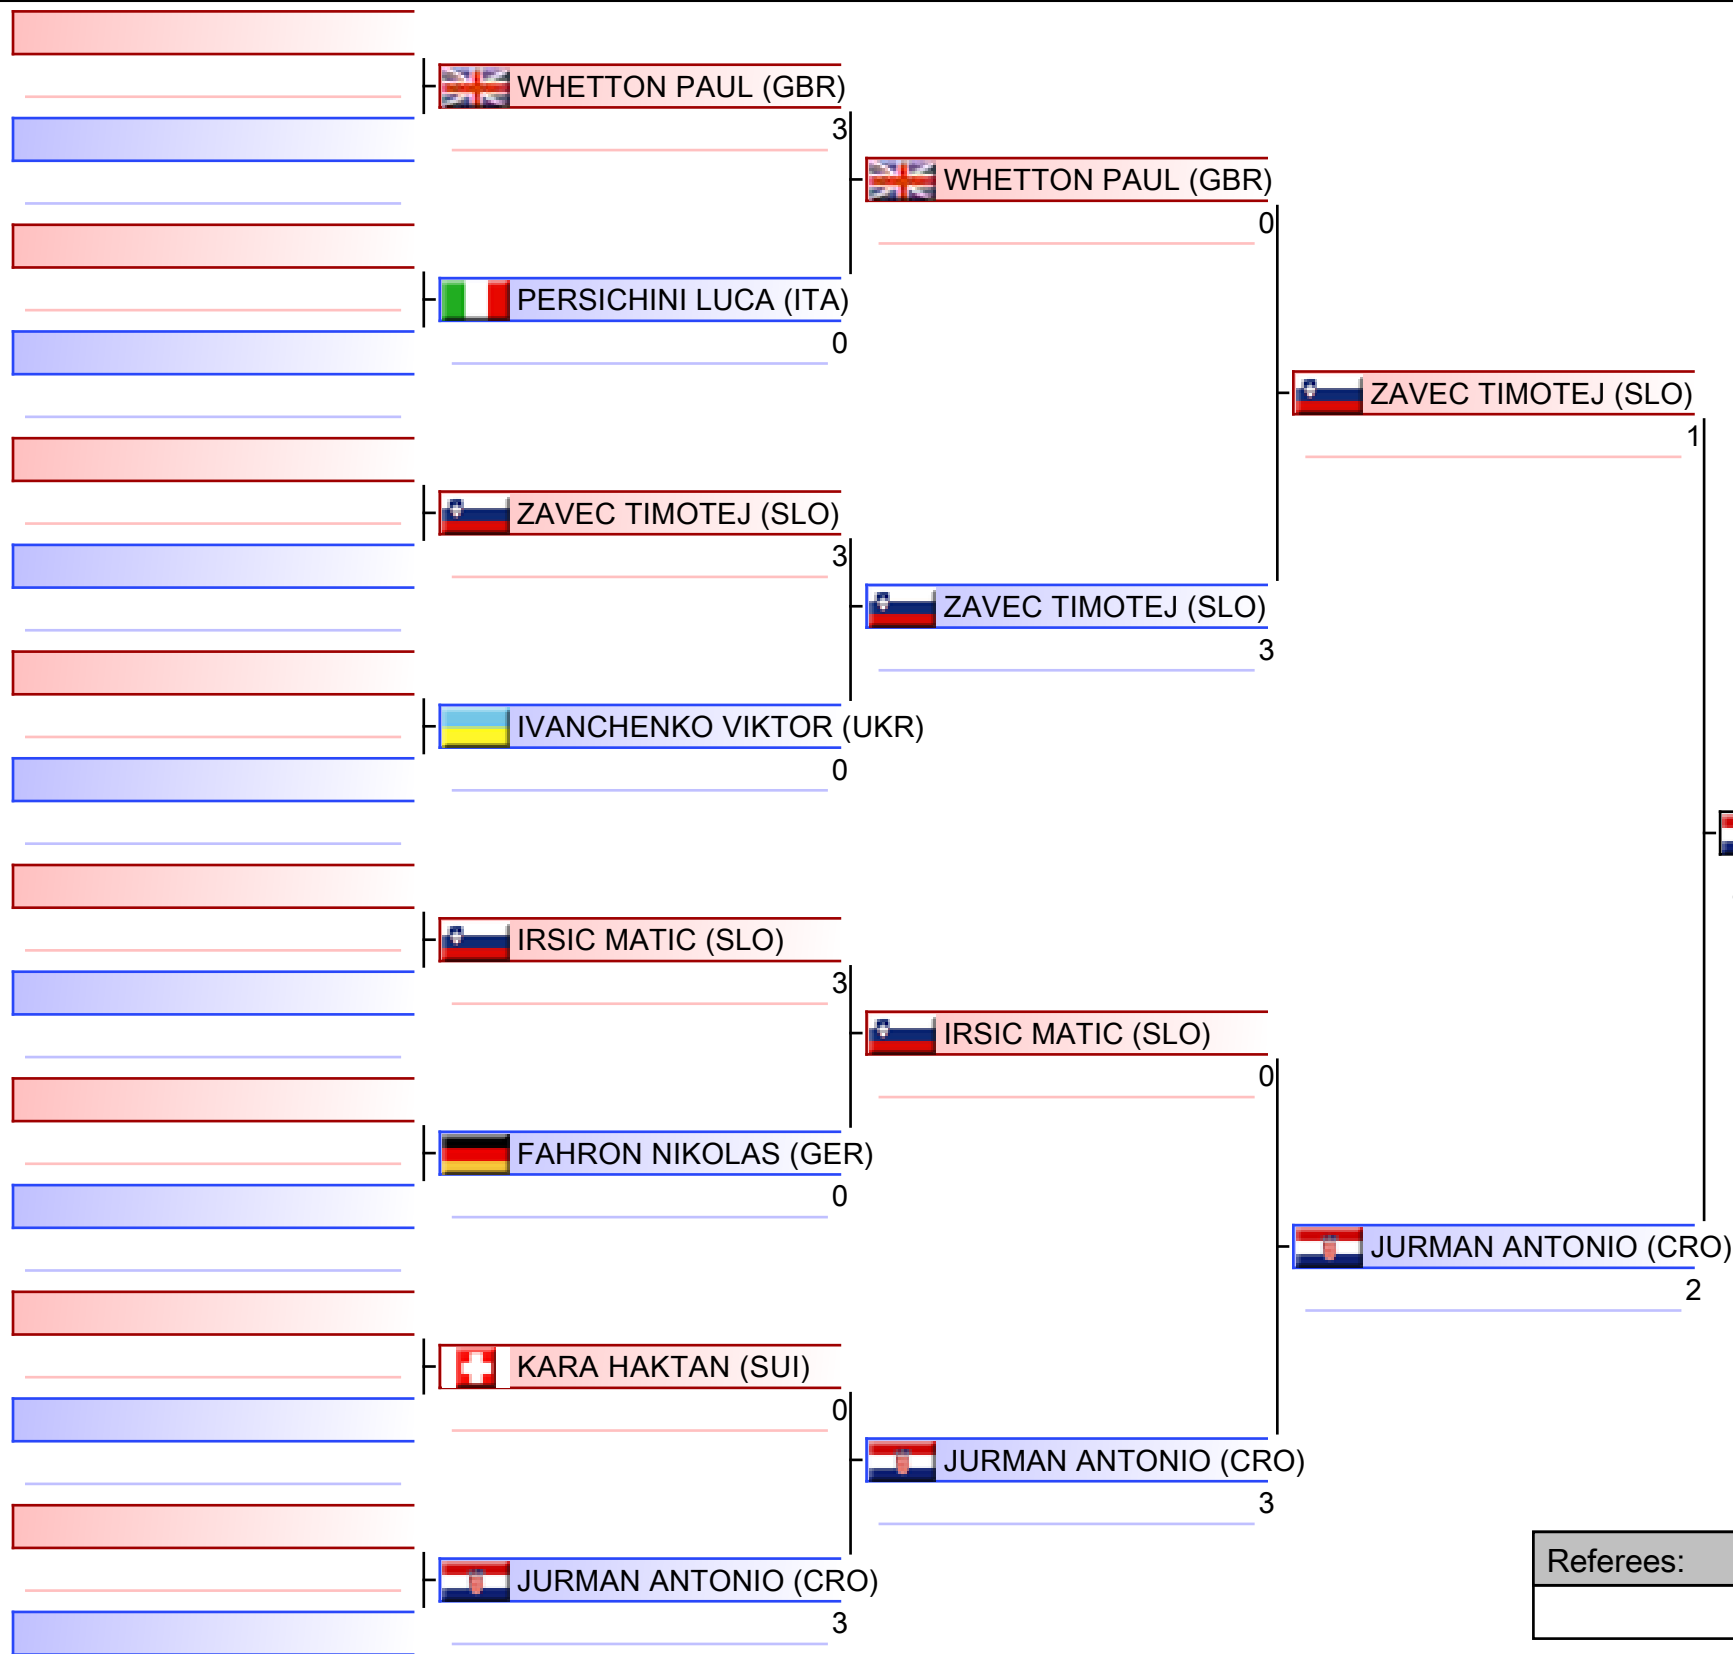 WHETTON PAUL (GBR)
3
PERSICHINI LUCA (ITA)
0
ZAVEC TIMOTEJ (SLO)
3
IVANCHENKO VIKTOR (UKR)
0
IRSIC MATIC (SLO)
3
FAHRON NIKOLAS (GER)
0
KARA HAKTAN (SUI)
0
JURMAN ANTONIO (CRO)
3
WHETTON PAUL (GBR)
0
ZAVEC TIMOTEJ (SLO)
3
IRSIC MATIC (SLO)
0
JURMAN ANTONIO (CRO)
3
ZAVEC TIMOTEJ (SLO)
1
JURMAN ANTONIO (CRO)
2
Referees: